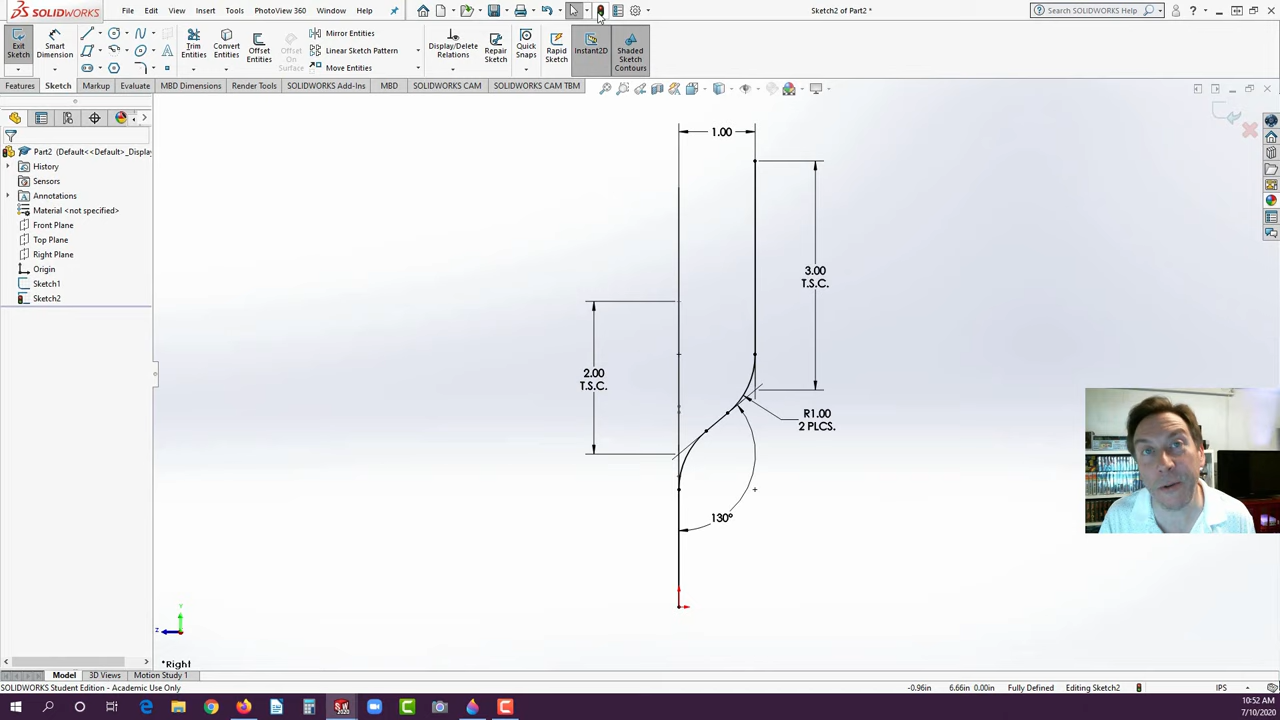 SOLIDWORKS File Edit View Insert Tools PhotoView 360 Window Help Sketch2 of Part2 * Search SOLIDWORKS Help
Exit Sketch Smart Dimension Trim Entities Convert Entities Offset Entities Offset On Surface Mirror Entities Linear Sketch Pattern Move Entities Display/Delete Relations Repair Sketch Quick Snaps Rapid Sketch Instant2D Shaded Sketch Contours
Features Sketch Markup Evaluate MBD Dimensions Render Tools SOLIDWORKS Add-Ins MBD SOLIDWORKS CAM SOLIDWORKS CAM TBM
Part2 (Default<<Default>_Display
History
Sensors
Annotations
Material <not specified>
Front Plane
Top Plane
Right Plane
Origin
Sketch1
Sketch2
1.00
3.00
T.S.C.
2.00
T.S.C.
R1.00
2 PLCS.
130°
Y
Z
*Right
Model 3D Views Motion Study 1
SOLIDWORKS Student Edition - Academic Use Only -0.96in 6.66in 0.00in Fully Defined Editing Sketch2 IPS
10:52 AM
7/10/2020